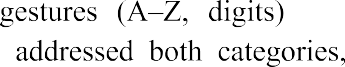 gestures (A–Z, digits)
addressed both categories,